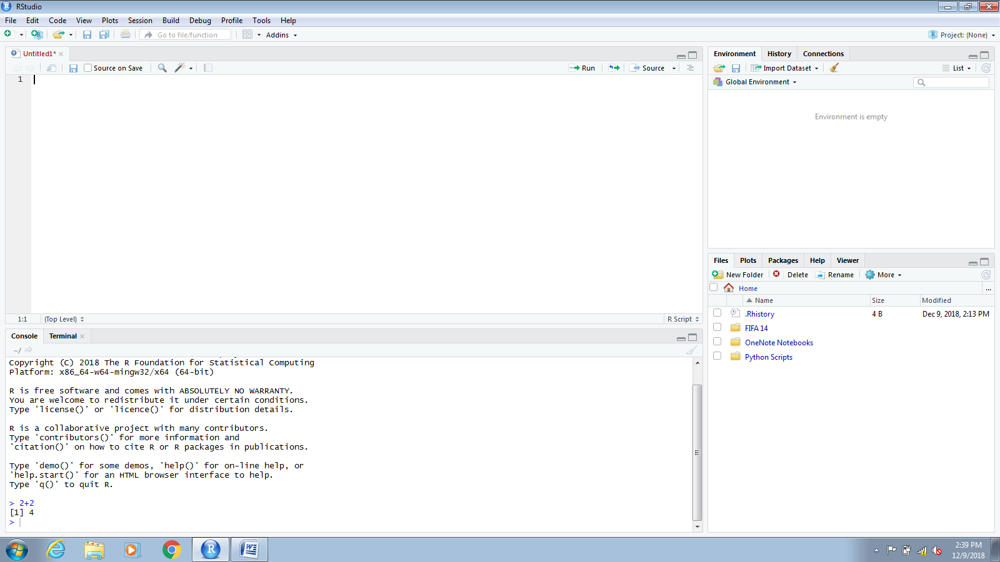 RStudio
File Edit Code View Plots Session Build Debug Profile Tools Help
Go to file/function Addins Project: (None)
Untitled1*
Source on Save Run Source
1
1:1 (Top Level) R Script
Console Terminal
~/
Copyright (C) 2018 The R Foundation for Statistical Computing
Platform: x86_64-w64-mingw32/x64 (64-bit)
R is free software and comes with ABSOLUTELY NO WARRANTY.
You are welcome to redistribute it under certain conditions.
Type 'license()' or 'licence()' for distribution details.
R is a collaborative project with many contributors.
Type 'contributors()' for more information and
'citation()' on how to cite R or R packages in publications.
Type 'demo()' for some demos, 'help()' for on-line help, or
'help.start()' for an HTML browser interface to help.
Type 'q()' to quit R.
> 2+2
[1] 4
>
Environment History Connections
Import Dataset List
Global Environment
Environment is empty
Files Plots Packages Help Viewer
New Folder Delete Rename More
Home ...
Name Size Modified
.Rhistory 4 B Dec 9, 2018, 2:13 PM
FIFA 14
OneNote Notebooks
Python Scripts
2:39 PM
12/9/2018